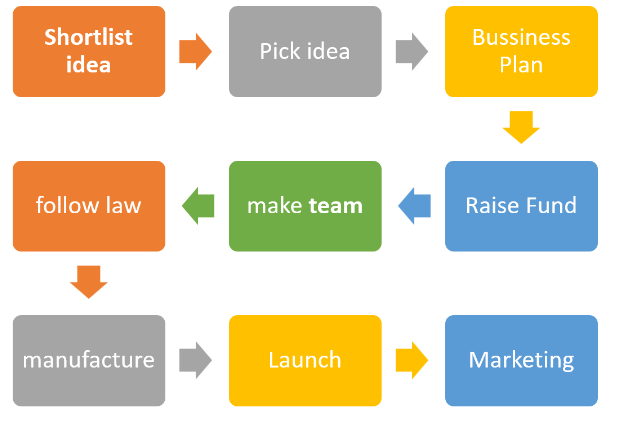 Shortlist
idea
Pick idea
Bussiness
Plan
follow law
make team
Raise Fund
manufacture
Launch
Marketing